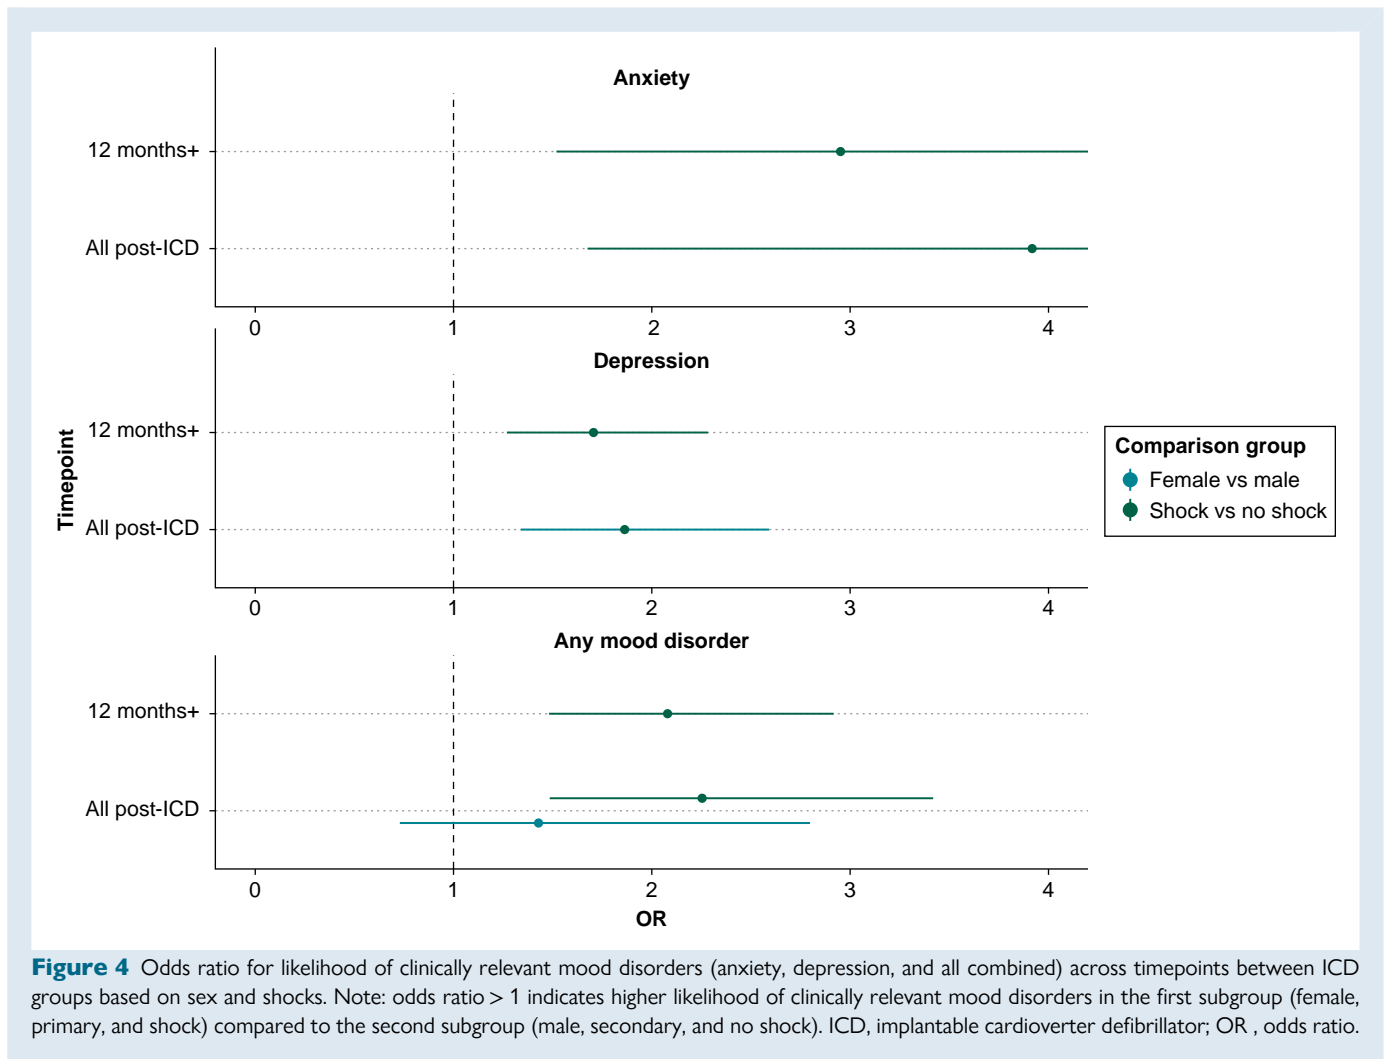 Anxiety
12 months+
All post-ICD
0 1 2 3 4
Depression
12 months+
All post-ICD
0 1 2 3 4
Any mood disorder
12 months+
All post-ICD
0 1 2 3 4
OR
Timepoint
Comparison group
Female vs male
Shock vs no shock
Figure 4 Odds ratio for likelihood of clinically relevant mood disorders (anxiety, depression, and all combined) across timepoints between ICD
groups based on sex and shocks. Note: odds ratio > 1 indicates higher likelihood of clinically relevant mood disorders in the first subgroup (female,
primary, and shock) compared to the second subgroup (male, secondary, and no shock). ICD, implantable cardioverter defibrillator; OR , odds ratio.